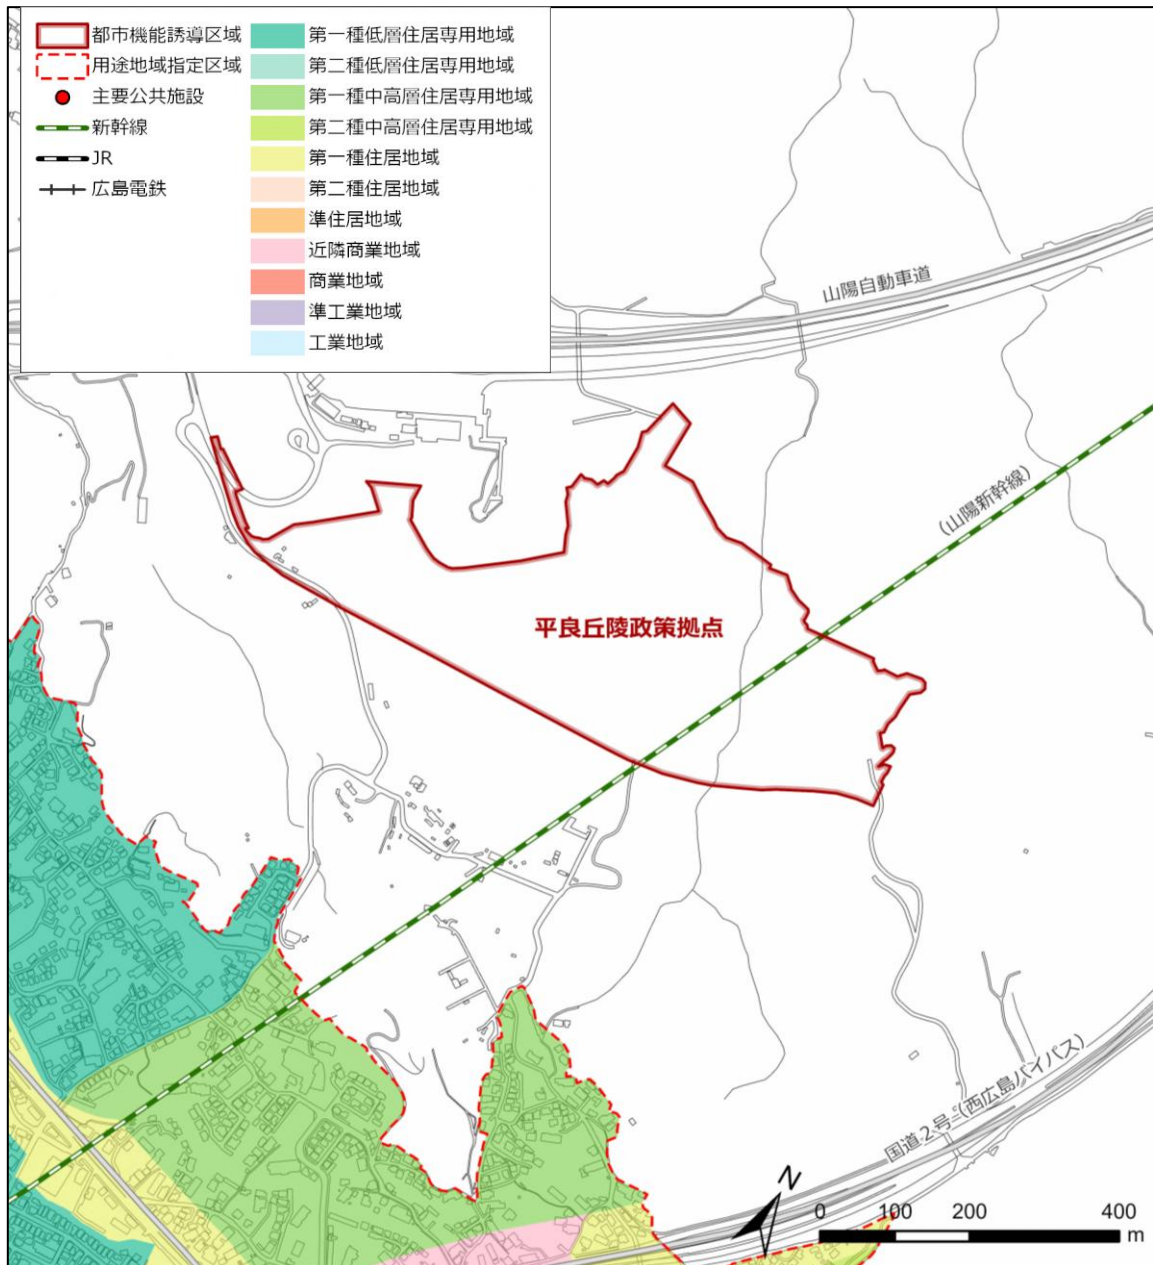 都市機能誘導区域
用途地域指定区域
主要公共施設
新幹線
JR
広島電鉄
第一種低層住居専用地域
第二種低層住居専用地域
第一種中高層住居専用地域
第二種中高層住居専用地域
第一種住居地域
第二種住居地域
準住居地域
近隣商業地域
商業地域
準工業地域
工業地域
山陽自動車道
(山陽新幹線)
平良丘陵政策拠点
国道２号(西広島バイパス)
N
0 100 200 400
m